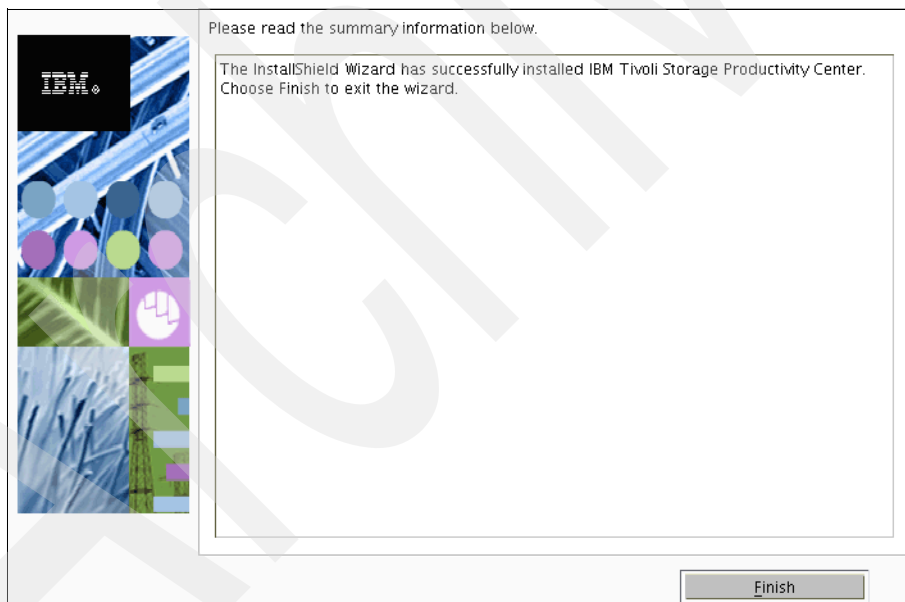 Please read the summary information below.
IBM®
The InstallShield Wizard has successfully installed IBM Tivoli Storage Productivity Center.
Choose Finish to exit the wizard.
Finish